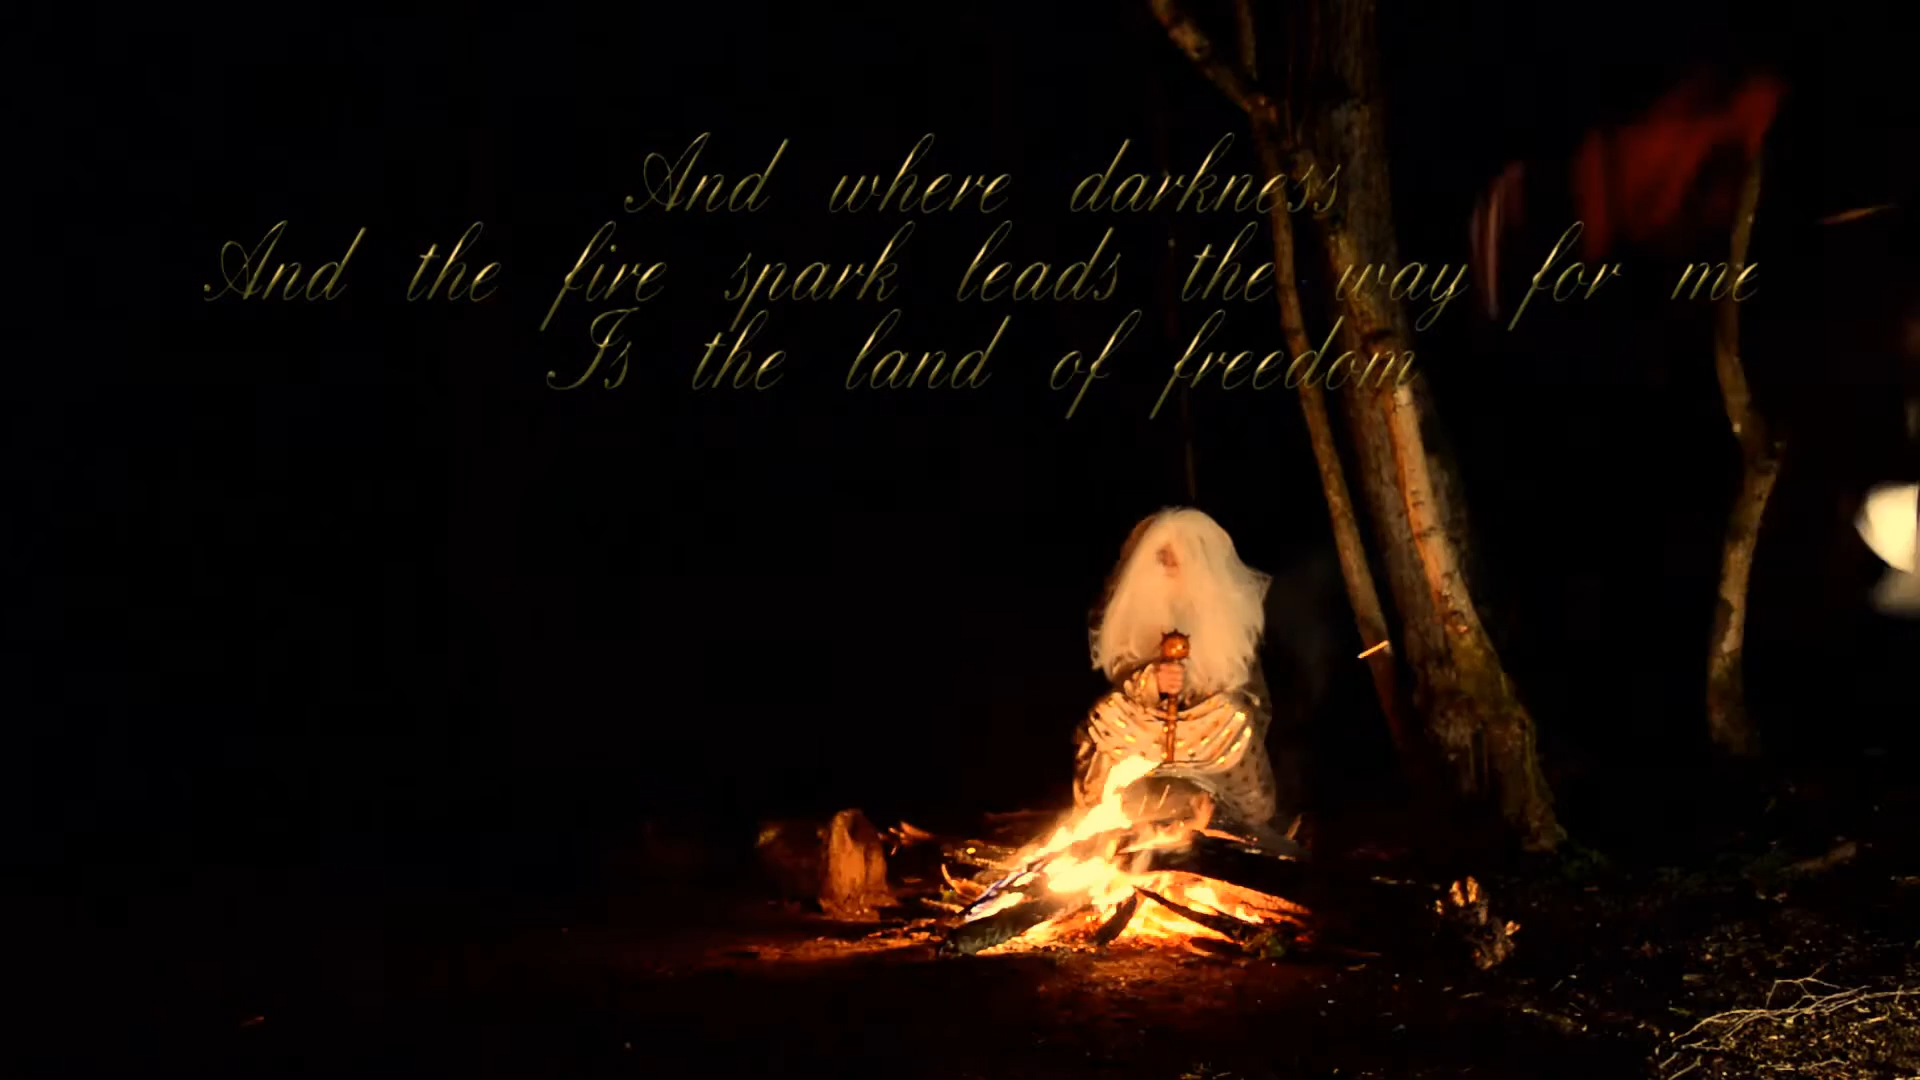 And where darkness
And the fire spark leads the way for me
Is the land of freedom